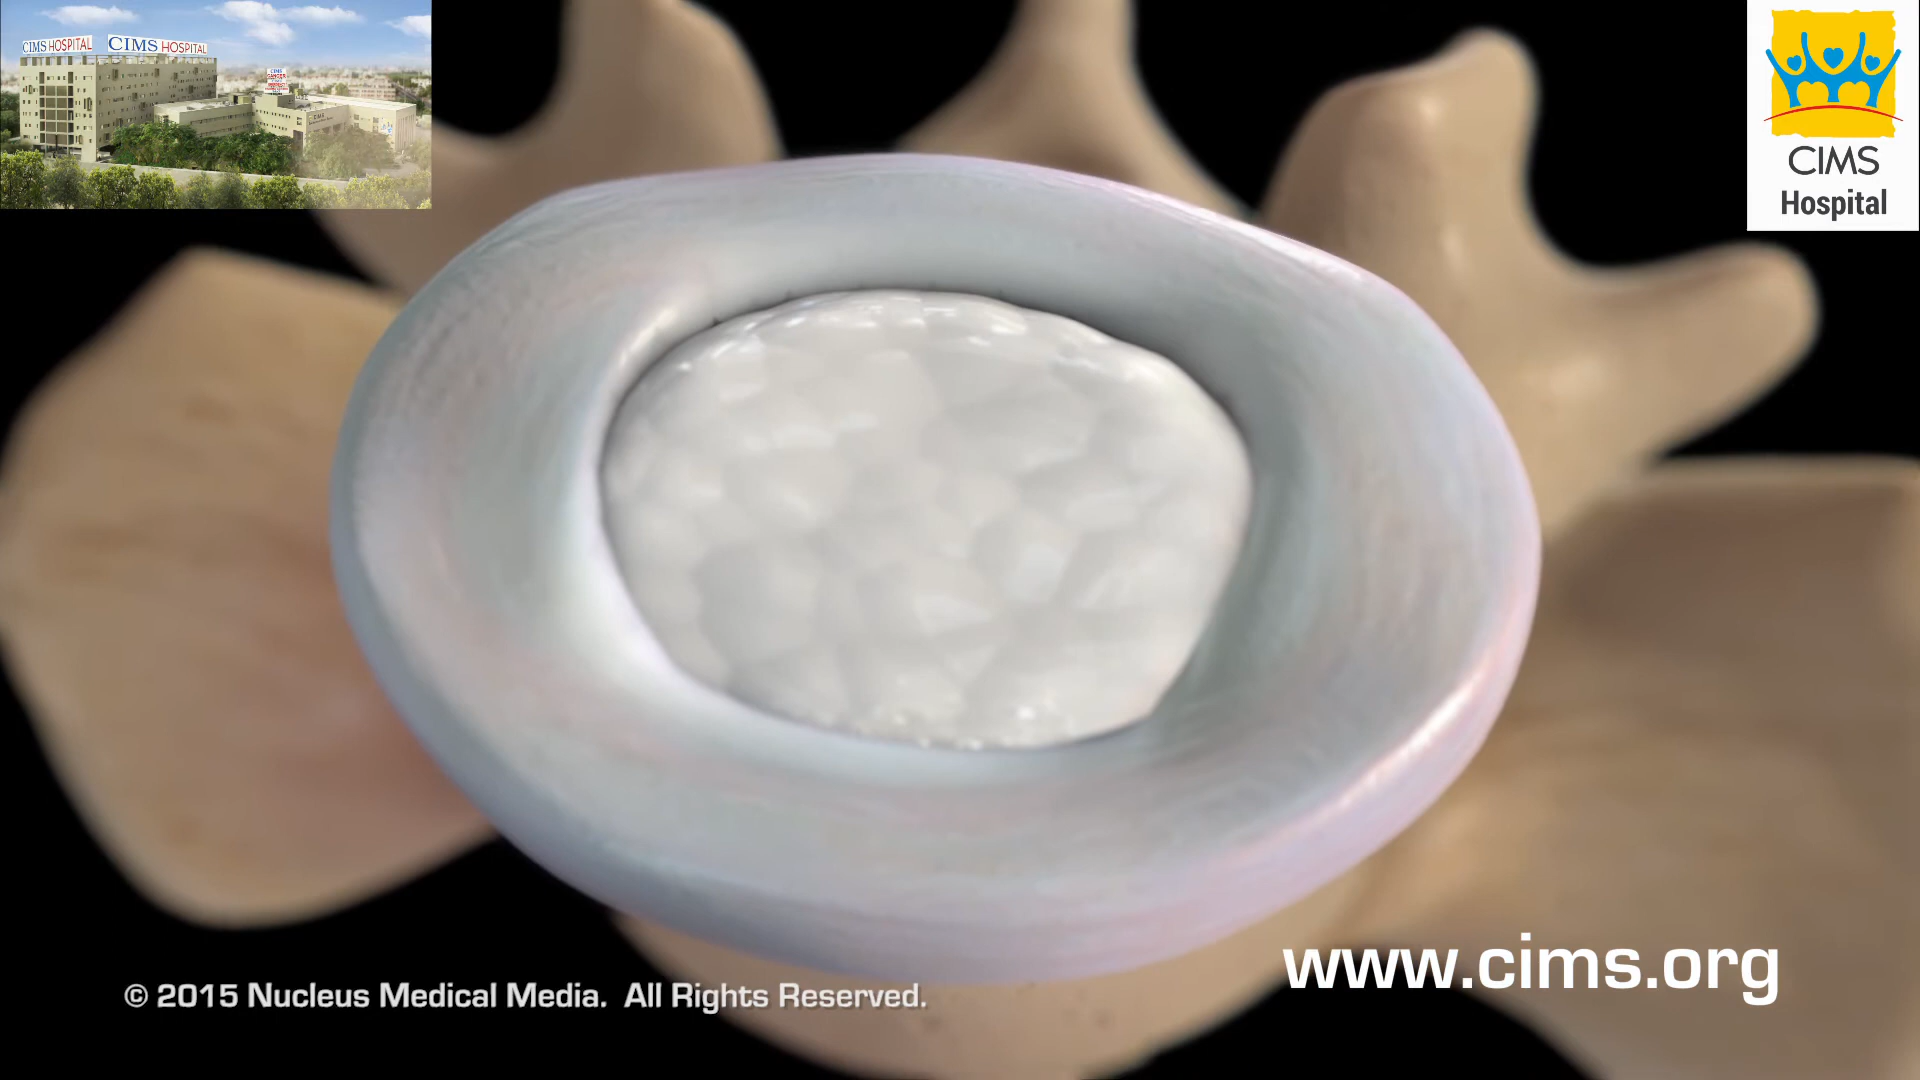 CIMS HOSPITAL CIMS HOSPITAL
CIMS
Hospital
www.cims.org
© 2015 Nucleus Medical Media. All Rights Reserved.